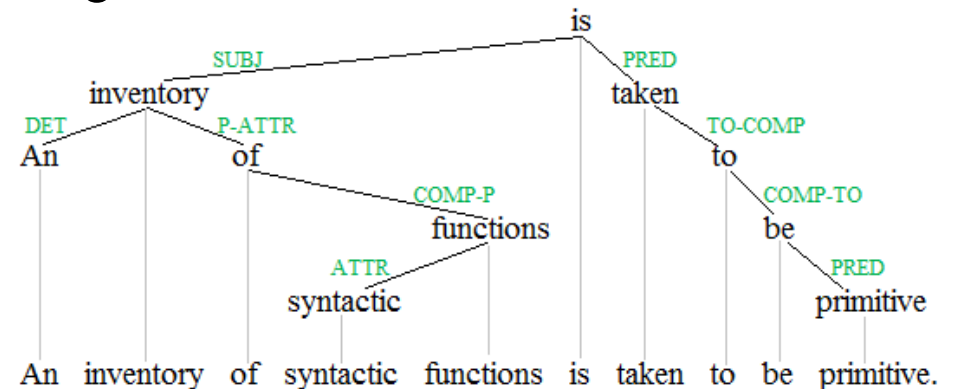 is
SUBJ PRED
inventory taken
DET P-ATTR TO-COMP
An of to
COMP-P COMP-TO
functions be
ATTR PRED
syntactic primitive
An inventory of syntactic functions is taken to be primitive.